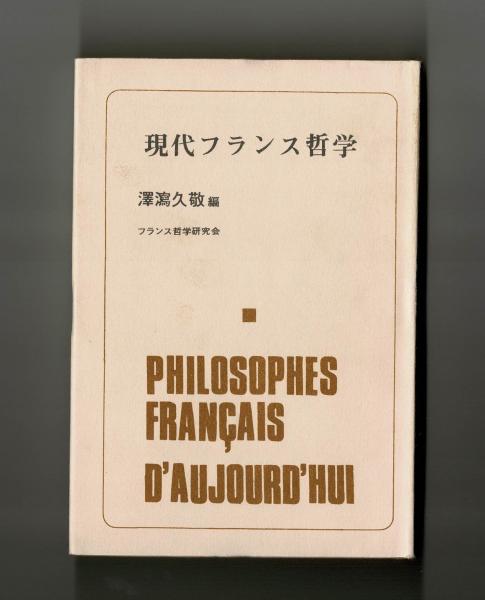 現代フランス哲学
澤瀉久敬 編
フランス哲学研究会
PHILOSOPHES
FRANÇAIS
D'AUJOURD'HUI